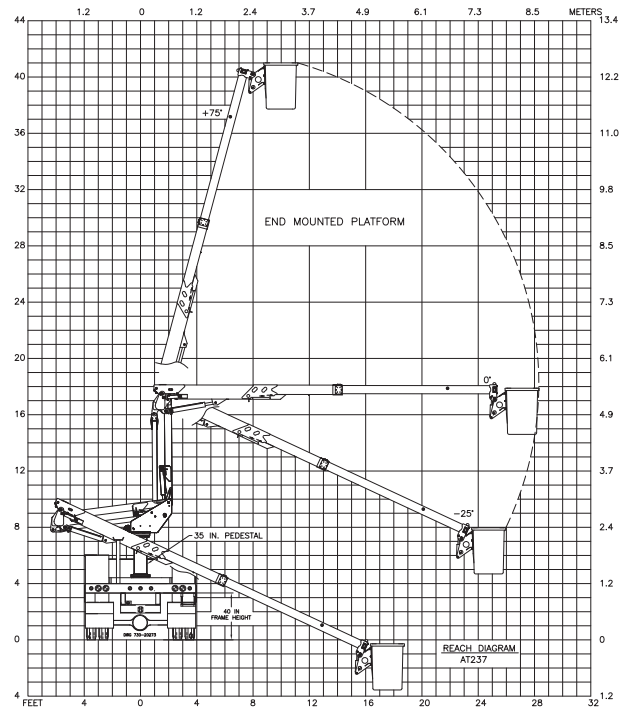 1.2 0 1.2 2.4 3.7 4.9 6.1 7.3 8.5 METERS
44 13.4
40 12.2
+75°
36 11.0
32 9.8
END MOUNTED PLATFORM
28 8.5
24 7.3
20 6.1
0°
16 4.9
12 3.7
-25°
8 2.4
35 IN. PEDESTAL
4 1.2
40 IN
FRAME HEIGHT
DWG 730-20273
0 0
REACH DIAGRAM
AT237
4 1.2
FEET 4 0 4 8 12 16 20 24 28 32